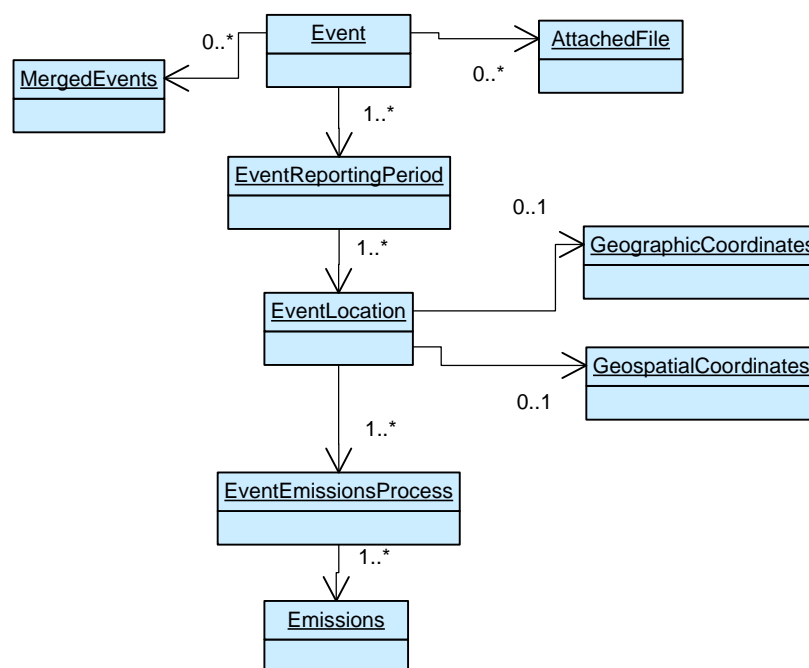 Event
0..*
AttachedFile
MergedEvents
0..*
1..*
EventReportingPeriod
0..1
1..*
GeographicCoordinates
EventLocation
GeospatialCoordinates
0..1
1..*
EventEmissionsProcess
1..*
Emissions